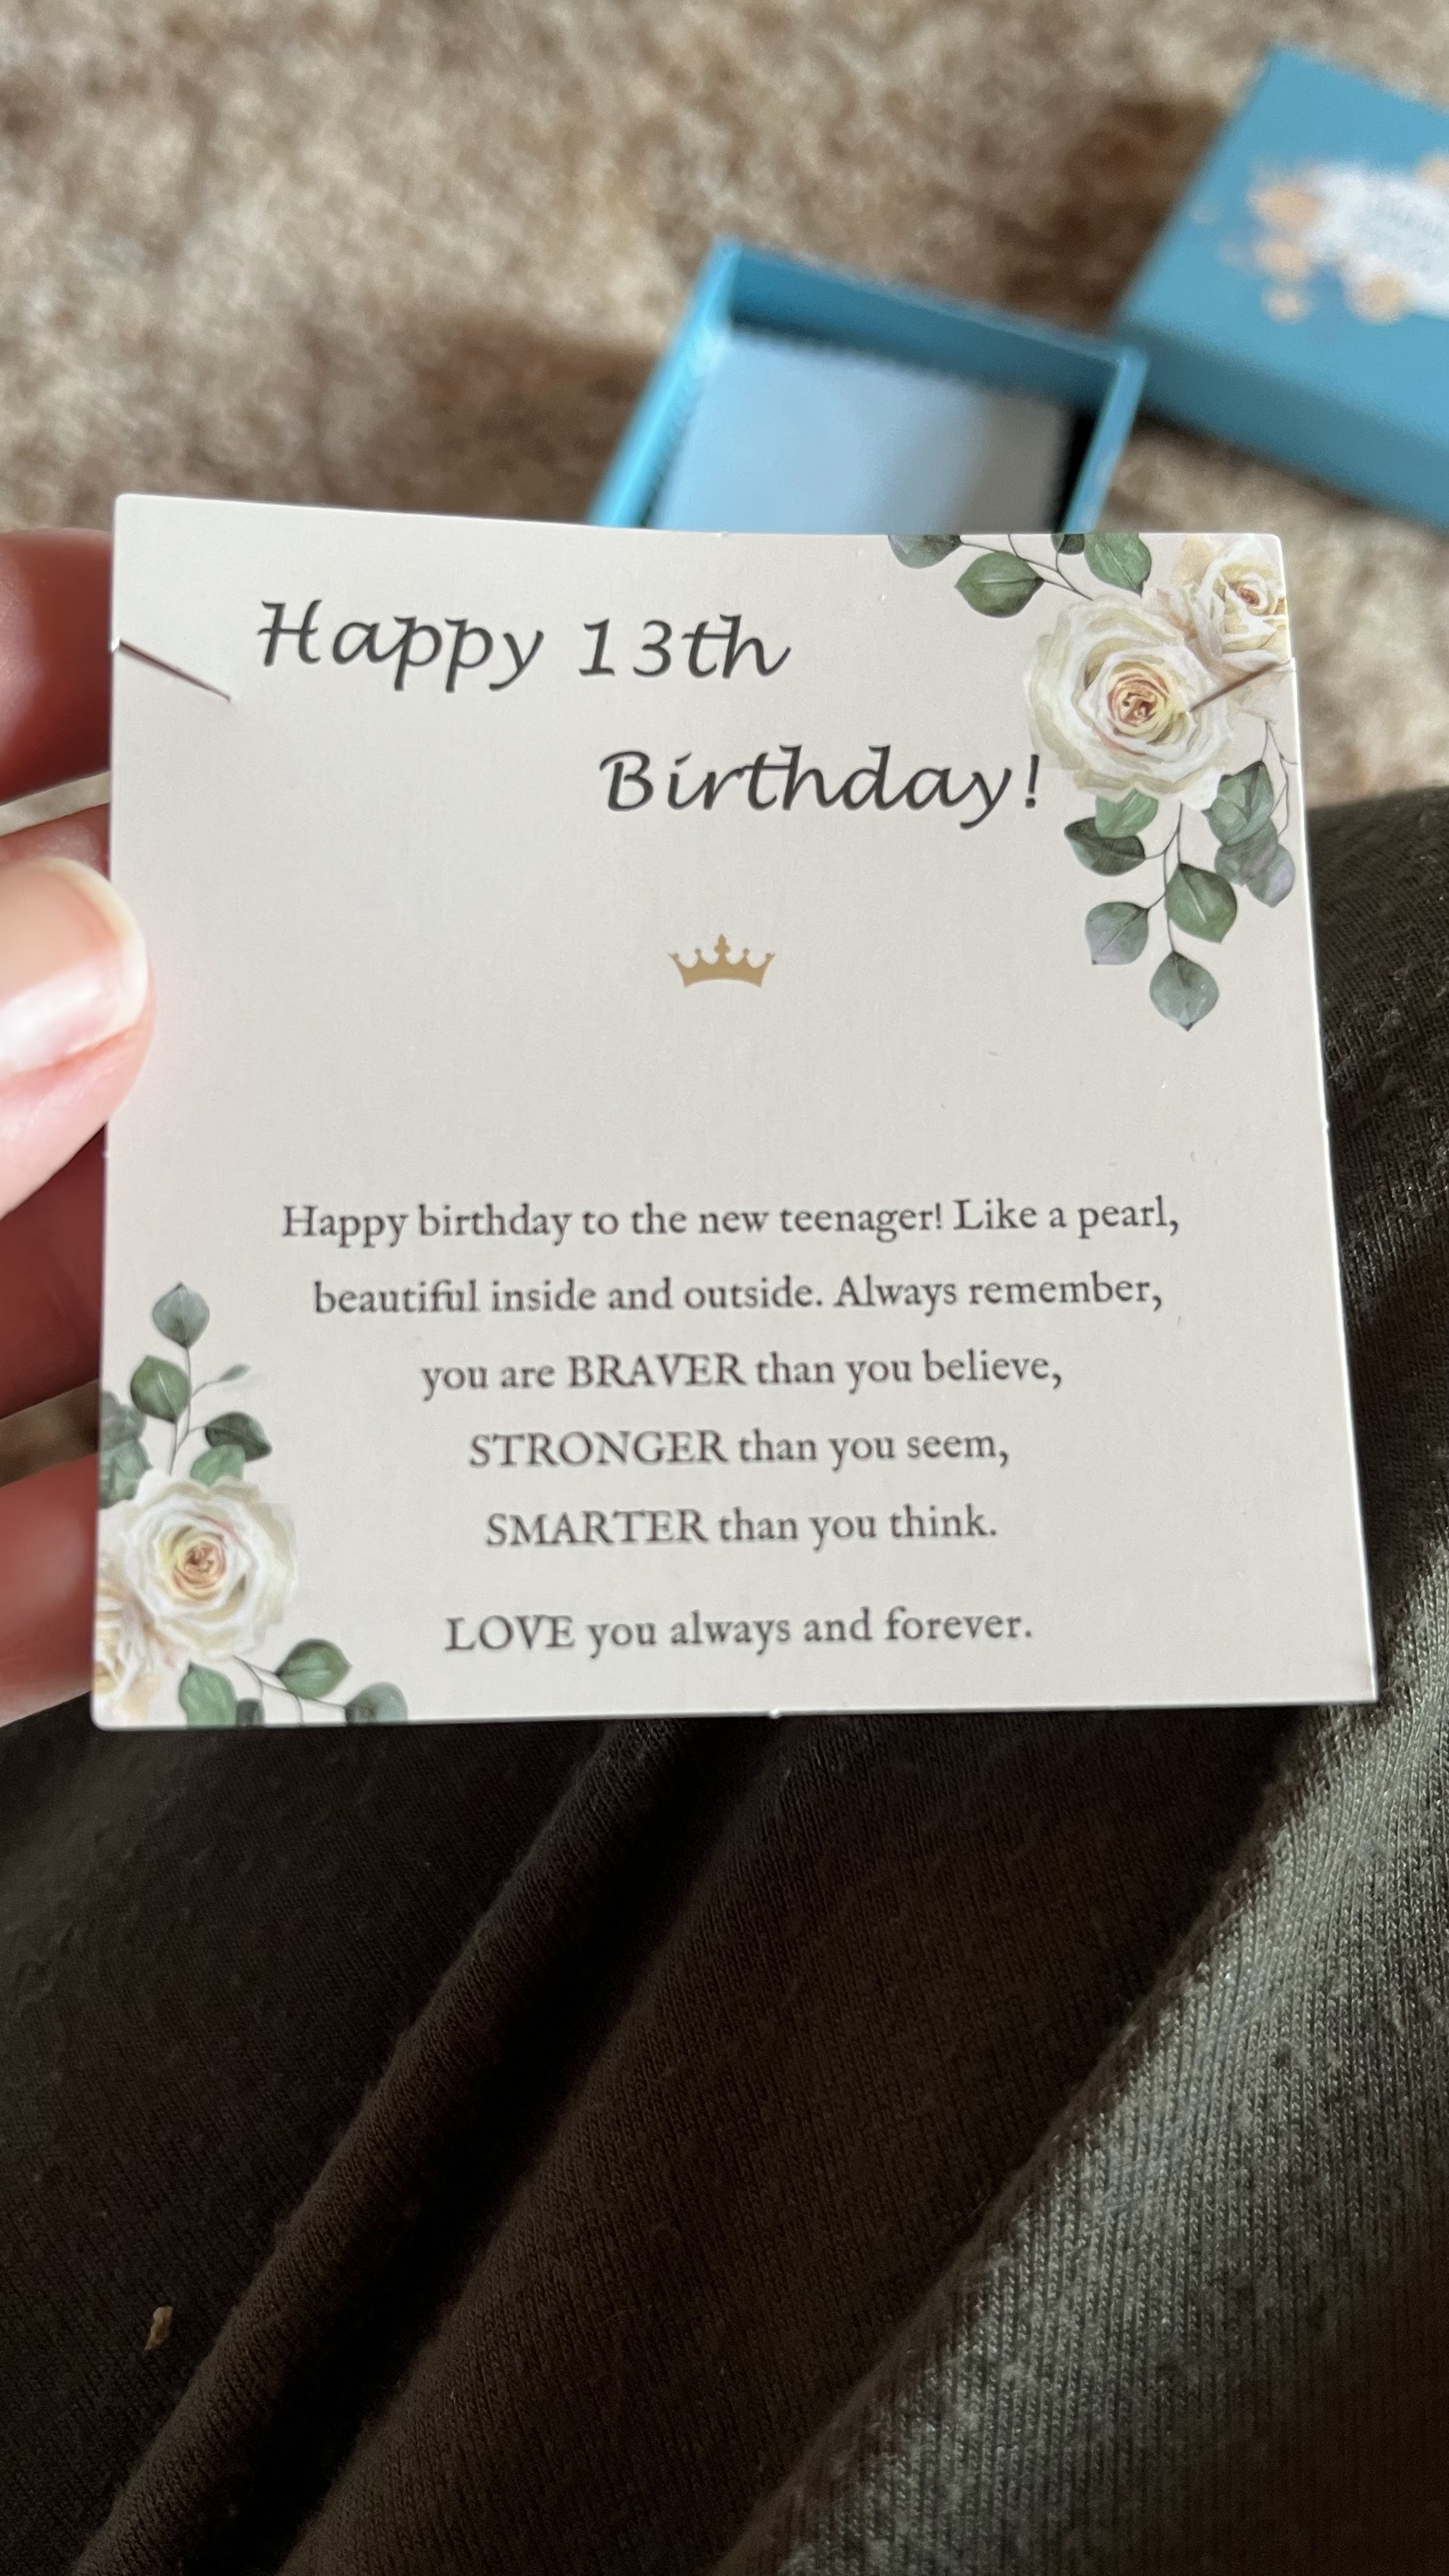 Happy 13th
Birthday!
Happy birthday to the new teenager! Like a pearl,
beautiful inside and outside. Always remember,
you are BRAVER than you believe,
STRONGER than you seem,
SMARTER than you think.
LOVE you always and forever.